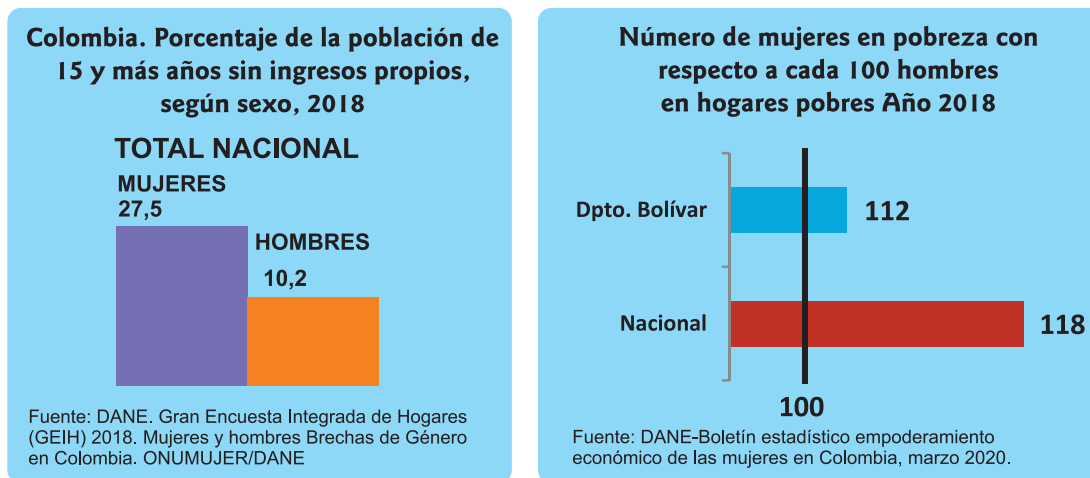 Colombia. Porcentaje de la población de
15 y más años sin ingresos propios,
según sexo, 2018
TOTAL NACIONAL
MUJERES
27,5
HOMBRES
10,2
Fuente: DANE. Gran Encuesta Integrada de Hogares
(GEIH) 2018. Mujeres y hombres Brechas de Género
en Colombia. ONUMUJER/DANE
Número de mujeres en pobreza con
respecto a cada 100 hombres
en hogares pobres Año 2018
Dpto. Bolívar
112
Nacional
118
100
Fuente: DANE-Boletín estadístico empoderamiento
económico de las mujeres en Colombia, marzo 2020.